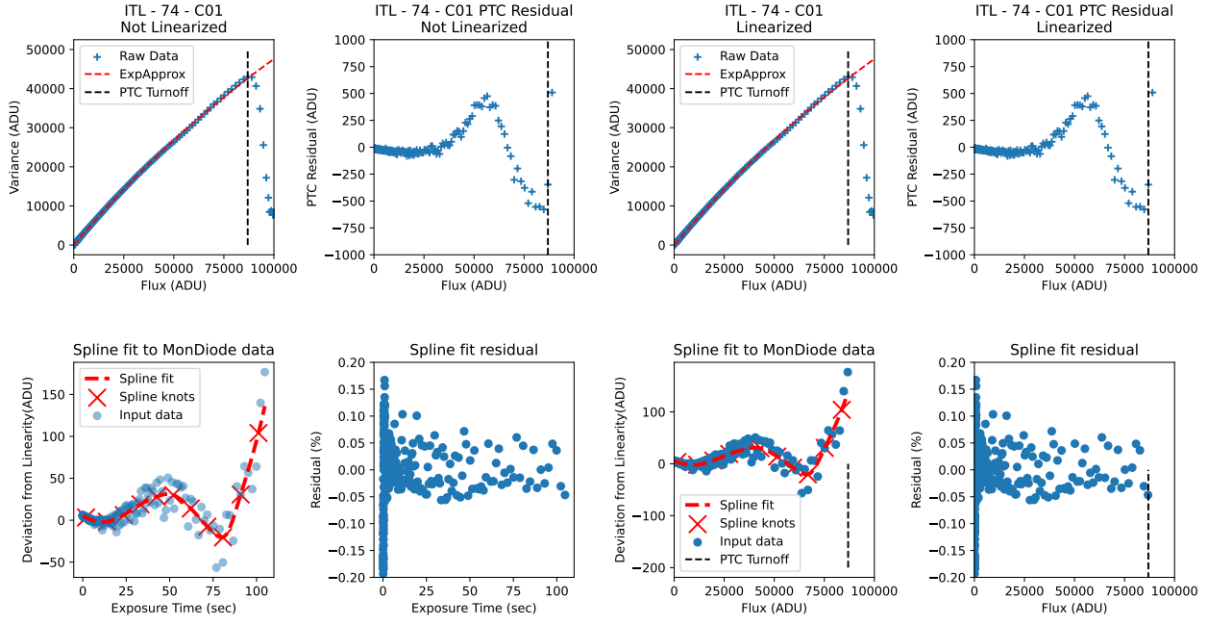 ITL - 74 - C01
Not Linearized
50000
40000
30000
20000
10000
0
Variance (ADU)
Raw Data
ExpApprox
PTC Turnoff
0 25000 50000 75000 100000
Flux (ADU)
ITL - 74 - C01 PTC Residual
Not Linearized
1000
750
500
250
0
−250
−500
−750
−1000
PTC Residual (ADU)
0 25000 50000 75000 100000
Flux (ADU)
ITL - 74 - C01
Linearized
50000
40000
30000
20000
10000
0
Variance (ADU)
Raw Data
ExpApprox
PTC Turnoff
0 25000 50000 75000 100000
Flux (ADU)
ITL - 74 - C01 PTC Residual
Linearized
1000
750
500
250
0
−250
−500
−750
−1000
PTC Residual (ADU)
0 25000 50000 75000 100000
Flux (ADU)
Spline fit to MonDiode data
150
100
50
0
−50
Deviation from Linearity(ADU)
Spline fit
Spline knots
Input data
0 25 50 75 100
Exposure Time (sec)
Spline fit residual
0.20
0.15
0.10
0.05
0.00
−0.05
−0.10
−0.15
−0.20
Residual (%)
0 25 50 75 100
Exposure Time (sec)
Spline fit to MonDiode data
100
0
−100
−200
Deviation from Linearity(ADU)
Spline fit
Spline knots
Input data
PTC Turnoff
0 25000 50000 75000 100000
Flux (ADU)
Spline fit residual
0.20
0.15
0.10
0.05
0.00
−0.05
−0.10
−0.15
−0.20
Residual (%)
0 25000 50000 75000 100000
Flux (ADU)